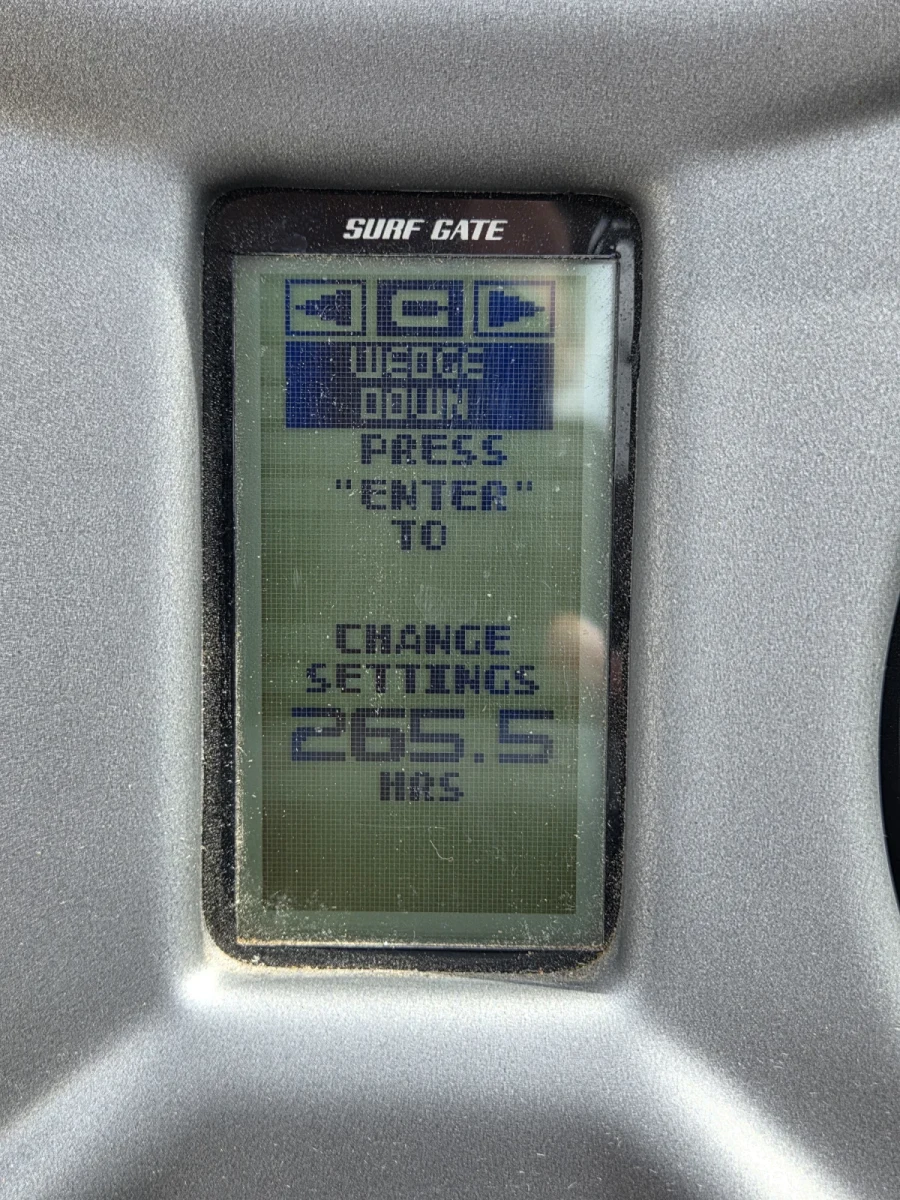 SURF GATE
C
WEDGE
DOWN
PRESS
"ENTER"
TO
CHANGE
SETTINGS
265.5
HRS